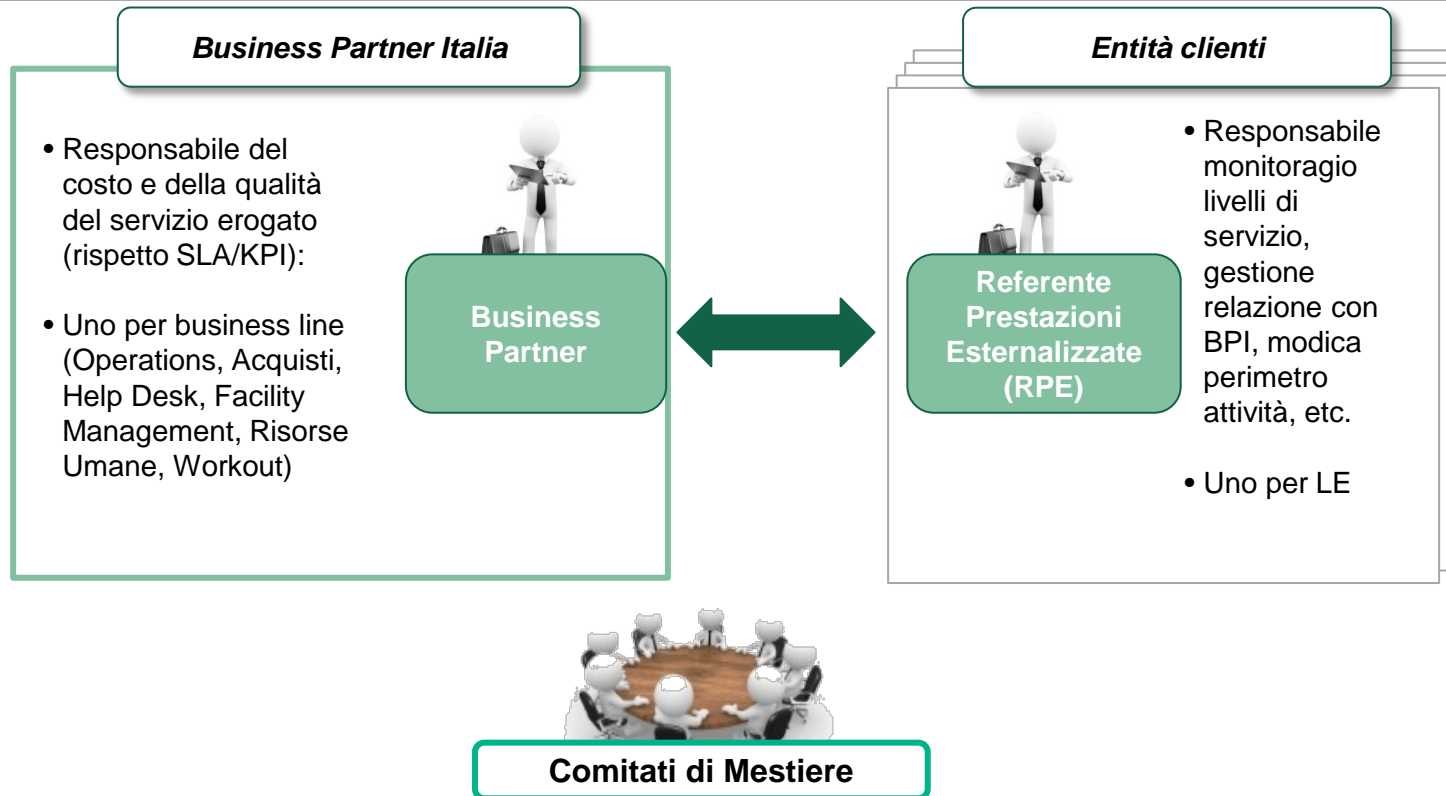 Business Partner Italia
• Responsabile del
costo e della qualità
del servizio erogato
(rispetto SLA/KPI):
• Uno per business line
(Operations, Acquisti,
Help Desk, Facility
Management, Risorse
Umane, Workout)
Business
Partner
Entità clienti
Referente
Prestazioni
Esternalizzate
(RPE)
• Responsabile
monitoragio
livelli di
servizio,
gestione
relazione con
BPI, modica
perimetro
attività, etc.
• Uno per LE
Comitati di Mestiere